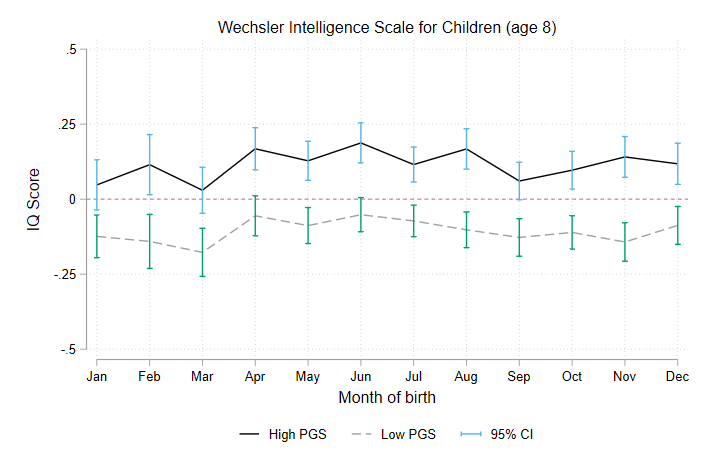 Wechsler Intelligence Scale for Children (age 8)
.5
.25
0
-.25
-.5
IQ Score
Jan Feb Mar Apr May Jun Jul Aug Sep Oct Nov Dec
Month of birth
High PGS Low PGS 95% CI